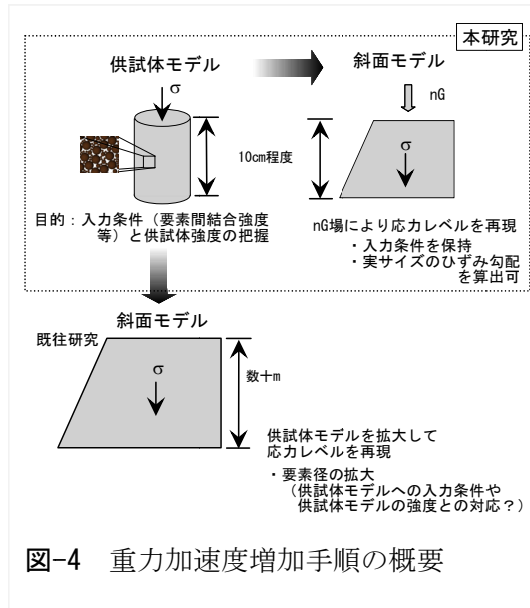 本研究
供試体モデル
斜面モデル
σ
nG
10cm程度
σ
目的：入力条件（要素間結合強度
等）と供試体強度の把握
nG場により応力レベルを再現
・入力条件を保持
・実サイズのひずみ勾配
を算出可
斜面モデル
既往研究
σ
数十m
供試体モデルを拡大して
応力レベルを再現
・要素径の拡大
（供試体モデルへの入力条件や
供試体モデルの強度との対応？）
図-4　重力加速度増加手順の概要